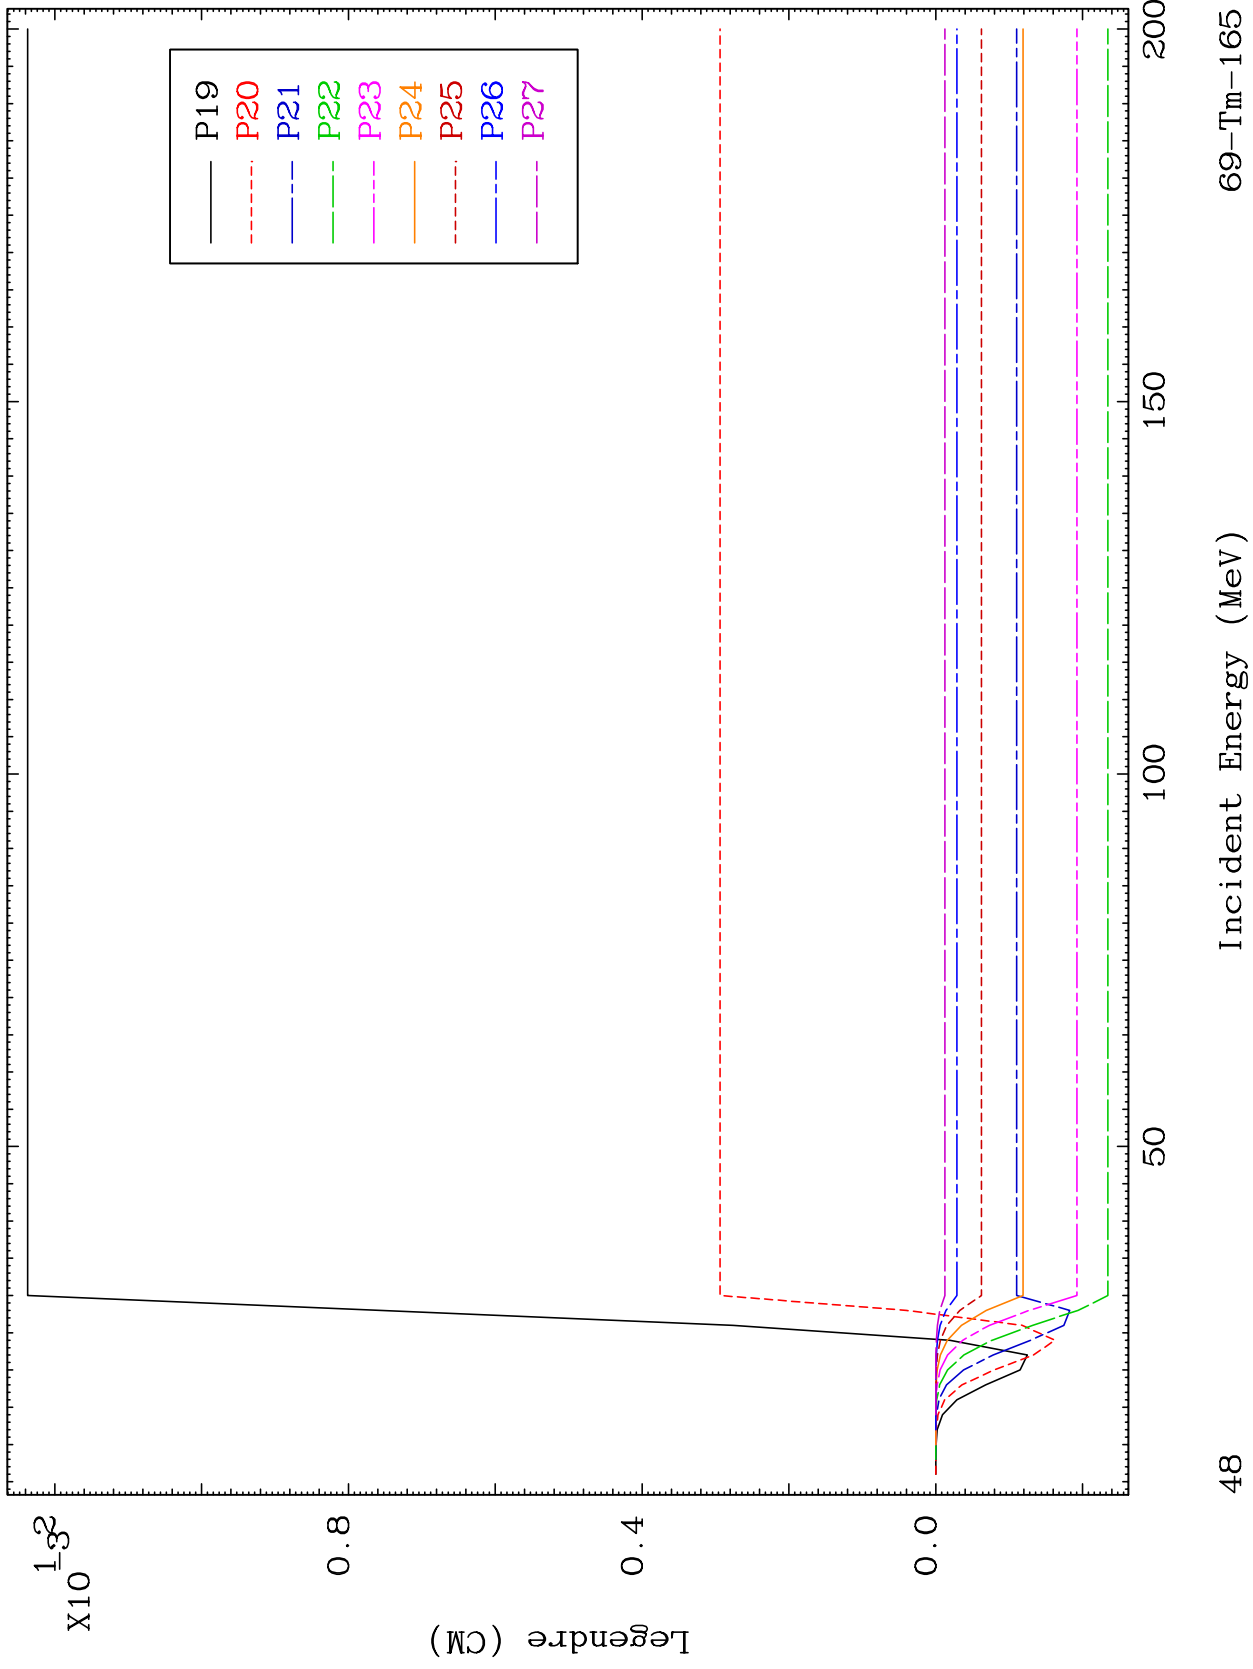 X10
-3
1.2
0.8
0.4
0.0
Legendre (CM)
P19
P20
P21
P22
P23
P24
P25
P26
P27
50
100
150
200
48
Incident Energy (MeV)
69-Tm-165